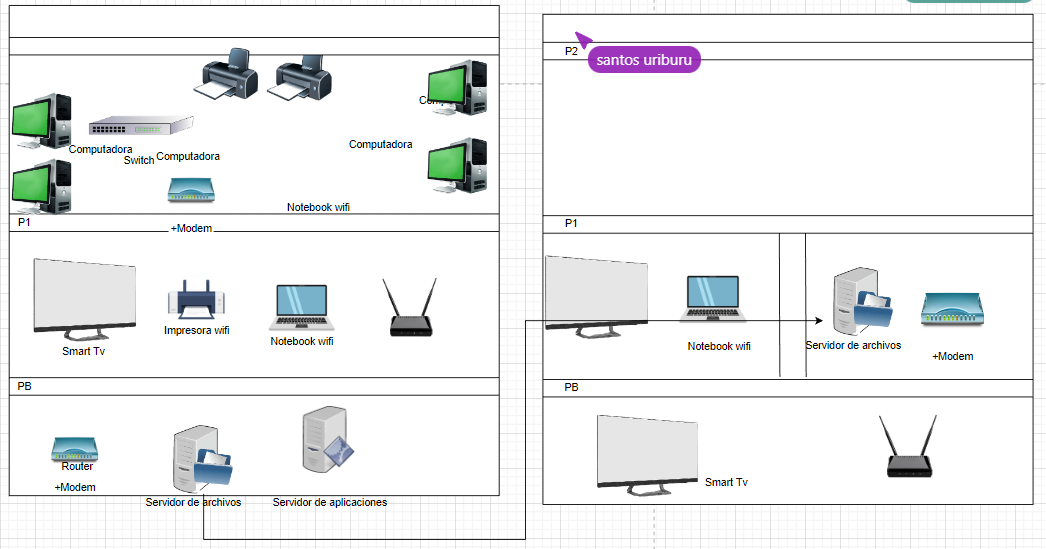 P2
santos uriburu
Computadora
Switch
Computadora
Computadora
Comp
Notebook wifi
P1
+Modem
P1
Smart Tv
Impresora wifi
Notebook wifi
Notebook wifi
Servidor de archivos
+Modem
PB
PB
Router
+Modem
Servidor de archivos
Servidor de aplicaciones
Smart Tv